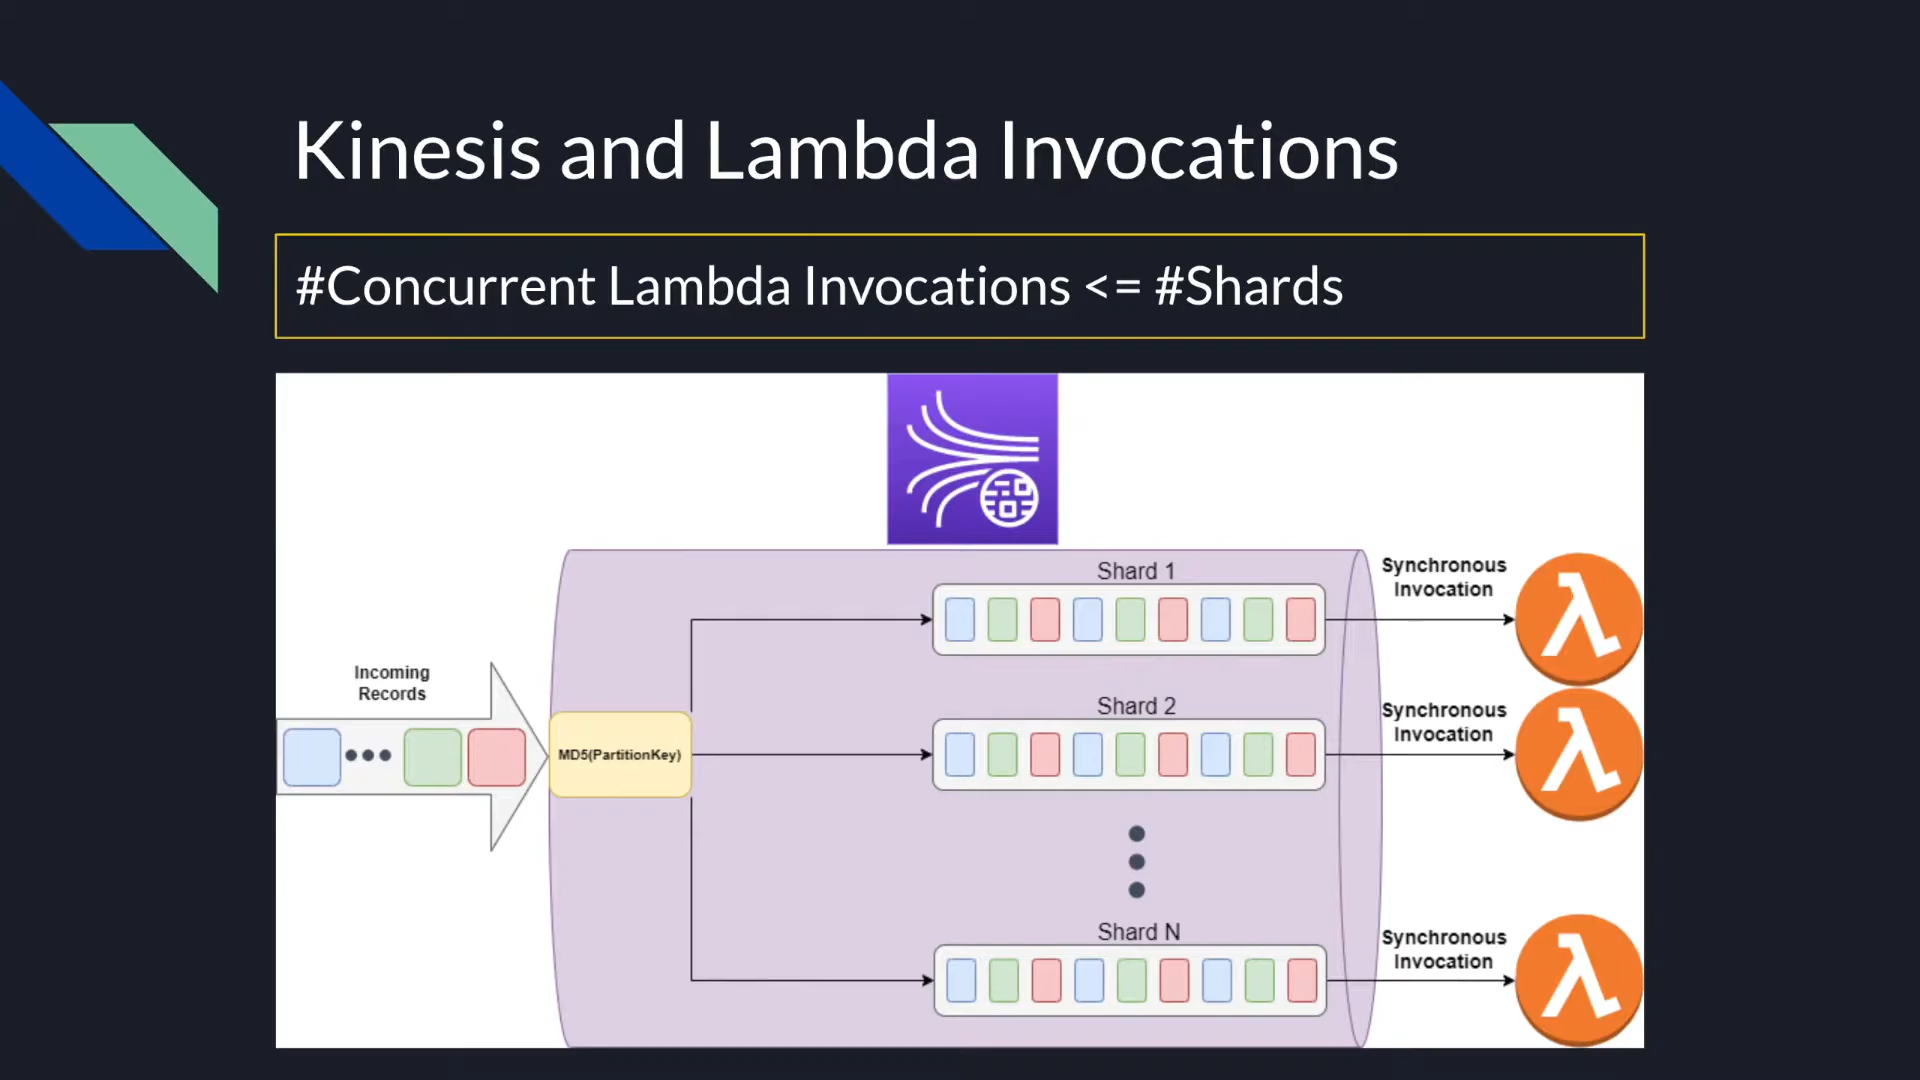 Kinesis and Lambda Invocations
#Concurrent Lambda Invocations <= #Shards
Incoming
Records
MD5(PartitionKey)
Shard 1
Synchronous
Invocation
Shard 2
Synchronous
Invocation
Shard N
Synchronous
Invocation